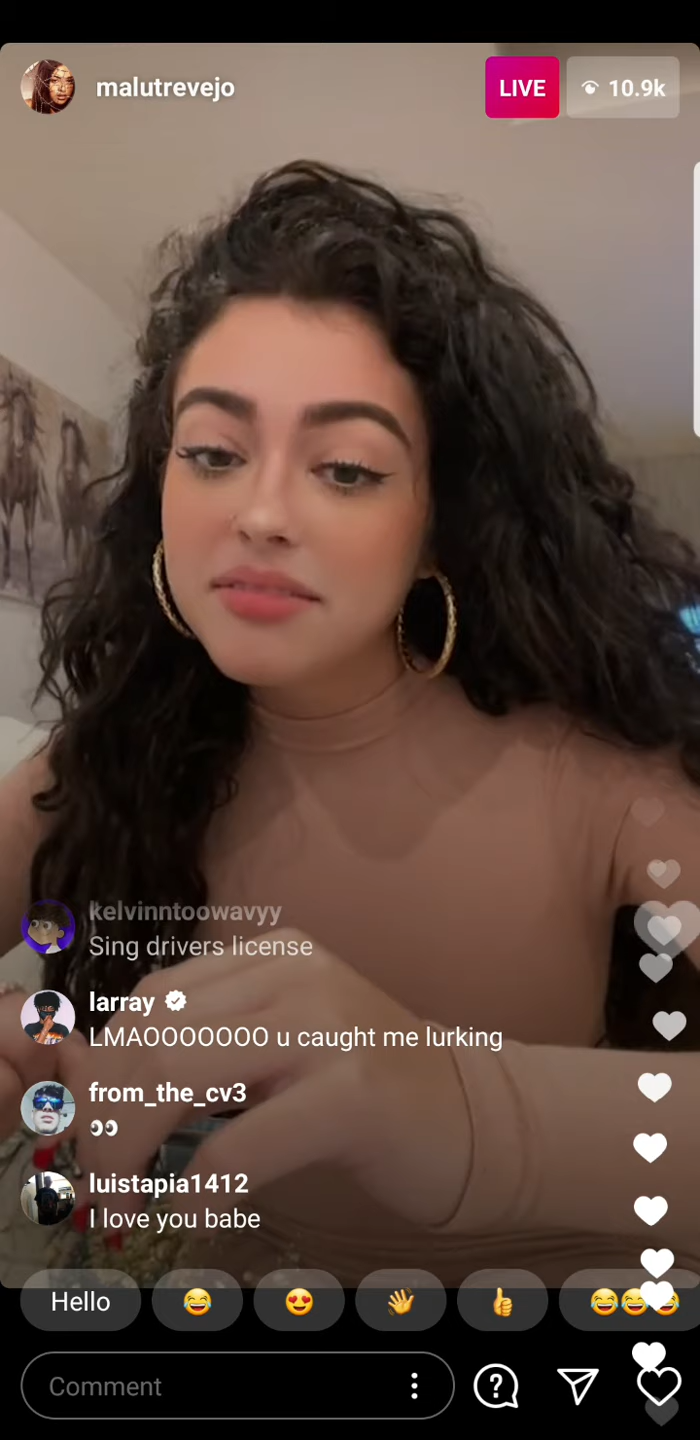 malutrevejo
LIVE
10.9k
kelvinntoowavyy
Sing drivers license
larray
LMAOOOOOOO u caught me lurking
from_the_cv3
👀
luistapia1412
I love you babe
Hello 😂 😍 👋 👍 😂😂😂
Comment